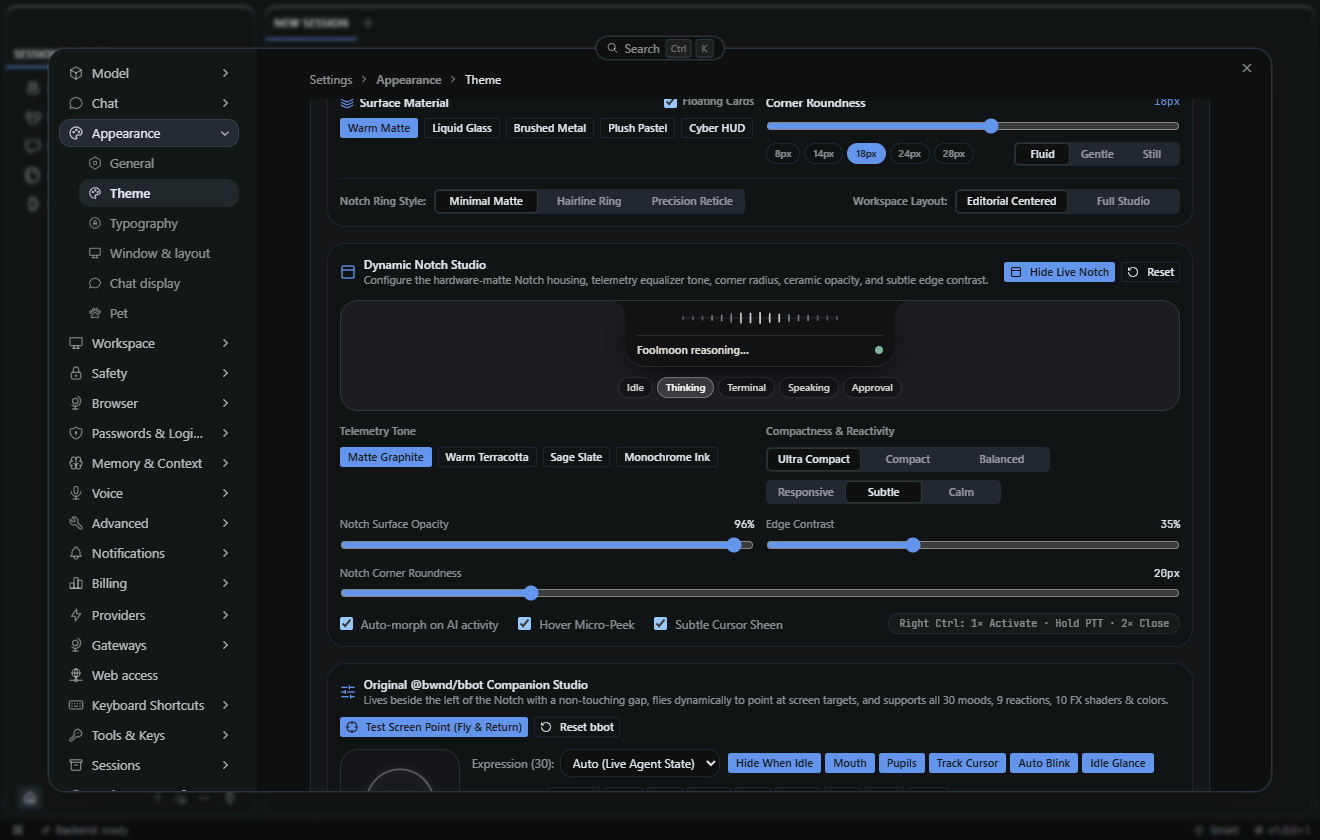 NEW SESSION
Search Ctrl K
SESSION
Settings > Appearance > Theme
Model
Chat
Appearance
General
Theme
Typography
Window & layout
Chat display
Pet
Workspace
Safety
Browser
Passwords & Logi...
Memory & Context
Voice
Advanced
Notifications
Billing
Providers
Gateways
Web access
Keyboard Shortcuts
Tools & Keys
Sessions
Surface Material
Floating Cards
Corner Roundness
18px
Warm Matte
Liquid Glass
Brushed Metal
Plush Pastel
Cyber HUD
8px
14px
18px
24px
28px
Fluid
Gentle
Still
Notch Ring Style:
Minimal Matte
Hairline Ring
Precision Reticle
Workspace Layout:
Editorial Centered
Full Studio
Dynamic Notch Studio
Configure the hardware-matte Notch housing, telemetry equalizer tone, corner radius, ceramic opacity, and subtle edge contrast.
Hide Live Notch
Reset
Foolmoon reasoning...
Idle
Thinking
Terminal
Speaking
Approval
Telemetry Tone
Matte Graphite
Warm Terracotta
Sage Slate
Monochrome Ink
Compactness & Reactivity
Ultra Compact
Compact
Balanced
Responsive
Subtle
Calm
Notch Surface Opacity
96%
Edge Contrast
35%
Notch Corner Roundness
20px
Auto-morph on AI activity
Hover Micro-Peek
Subtle Cursor Sheen
Right Ctrl: 1× Activate · Hold PTT · 2× Close
Original @bwnd/bbot Companion Studio
Lives beside the left of the Notch with a non-touching gap, flies dynamically to point at screen targets, and supports all 30 moods, 9 reactions, 10 FX shaders & colors.
Test Screen Point (Fly & Return)
Reset bbot
Expression (30):
Auto (Live Agent State)
Hide When Idle
Mouth
Pupils
Track Cursor
Auto Blink
Idle Glance
Backend ready